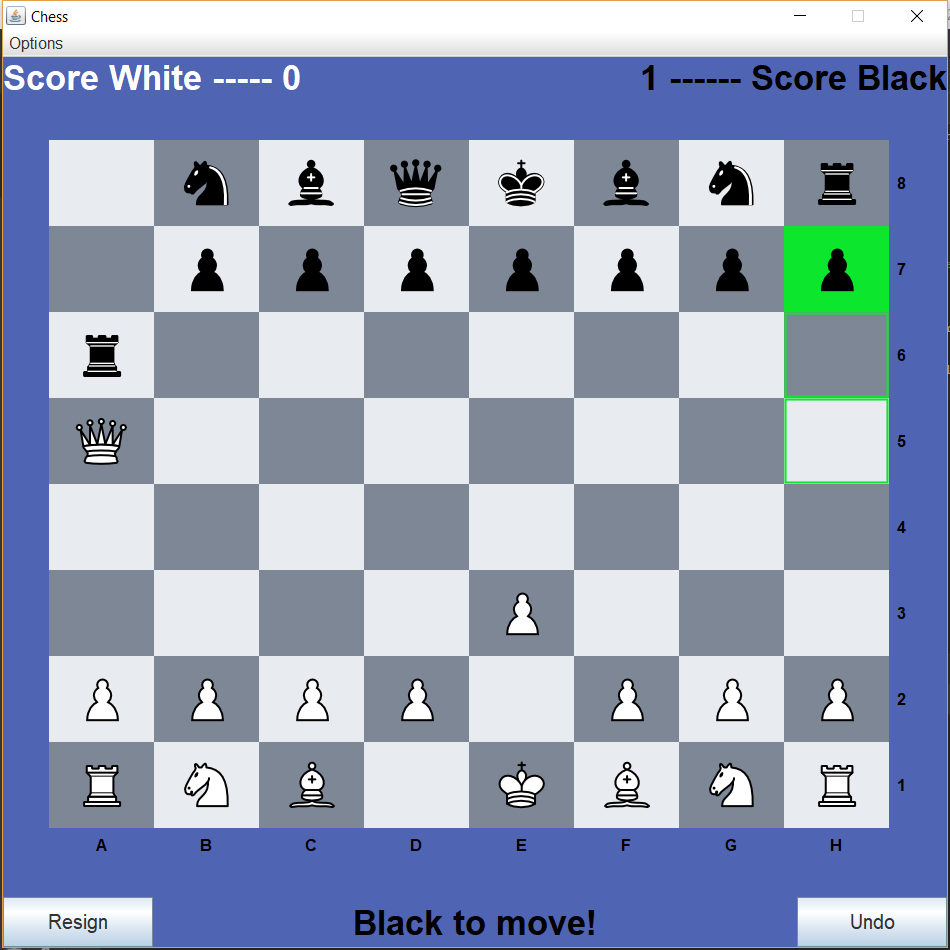 Chess
Options
Score White ----- 0
1 ------ Score Black
8
7
6
5
4
3
2
1
A B C D E F G H
Resign
Black to move!
Undo